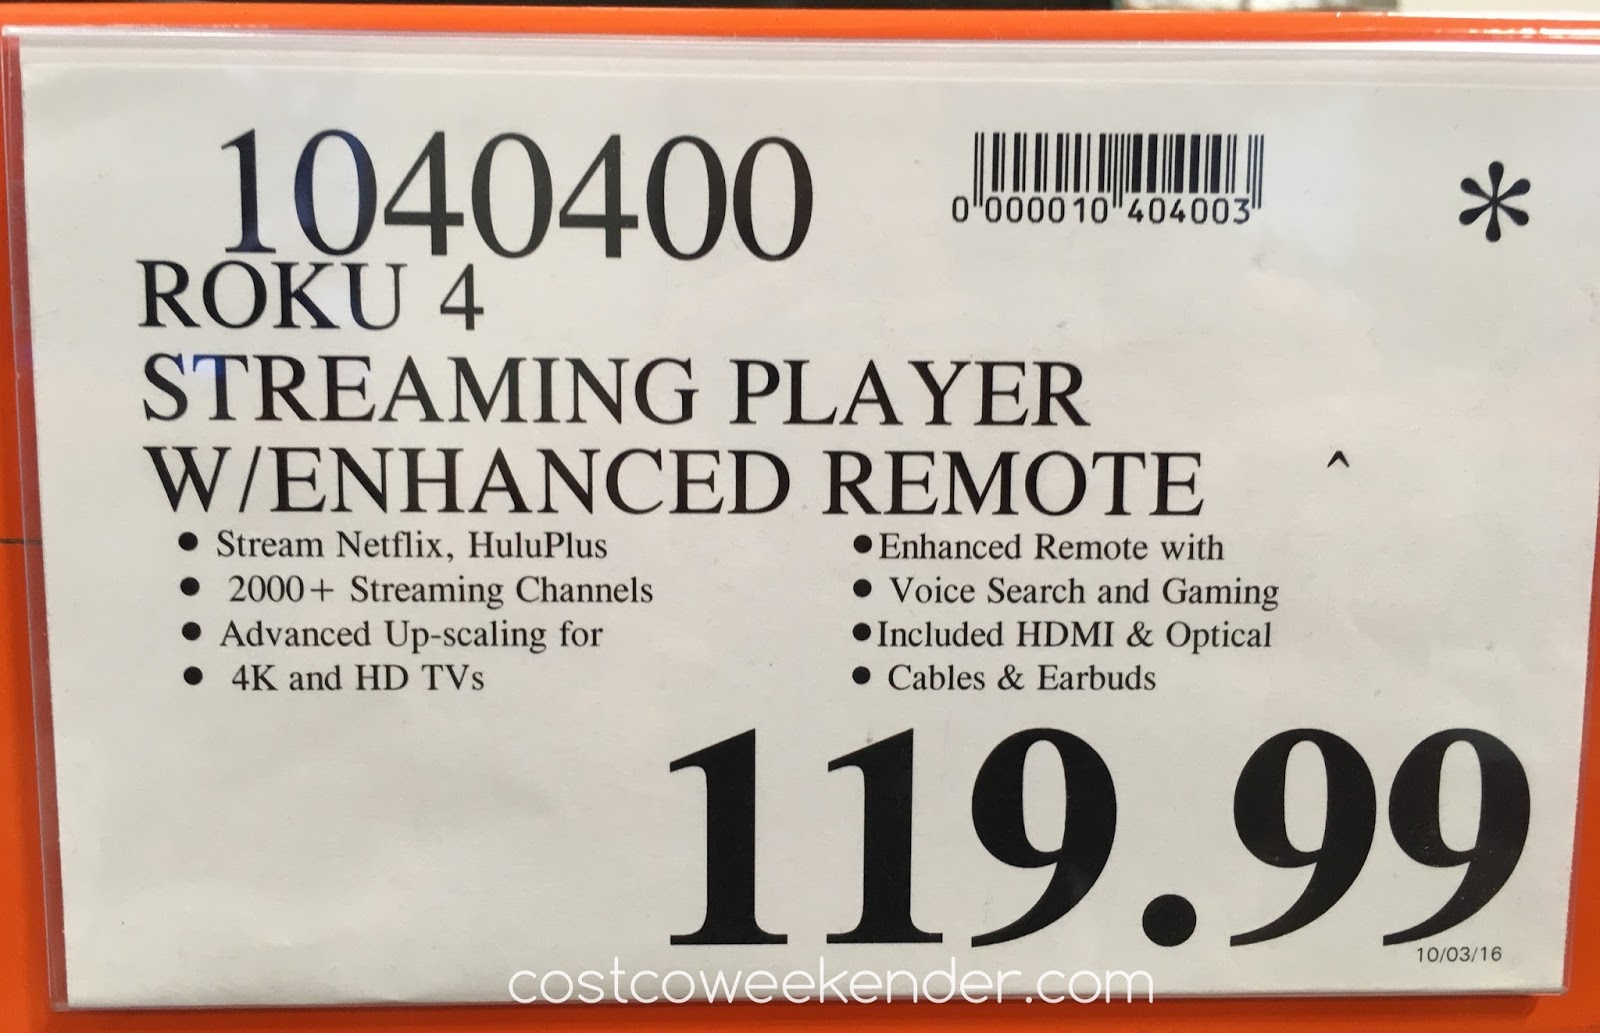 1040400
0 000010 404003
*
ROKU 4
STREAMING PLAYER
W/ENHANCED REMOTE ^
• Stream Netflix, HuluPlus
• 2000+ Streaming Channels
• Advanced Up-scaling for
• 4K and HD TVs
• Enhanced Remote with
• Voice Search and Gaming
• Included HDMI & Optical
• Cables & Earbuds
119.99
10/03/16
costcoweekender.com